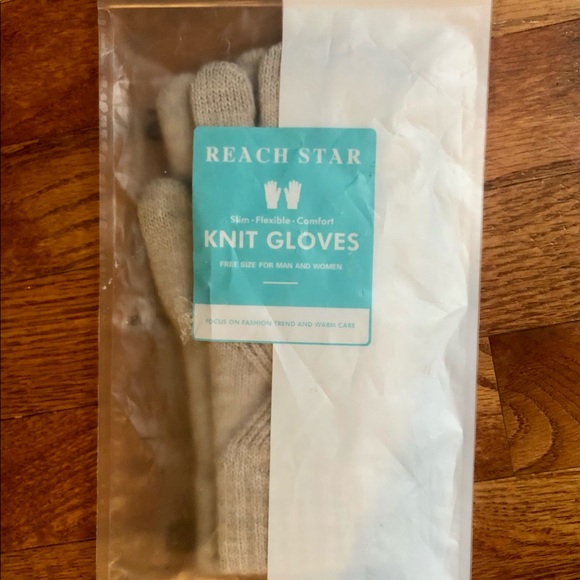 REACH STAR
Slim · Flexible · Comfort
KNIT GLOVES
FREE SIZE FOR MAN AND WOMEN
FOCUS ON FASHION TREND AND WARM CARE